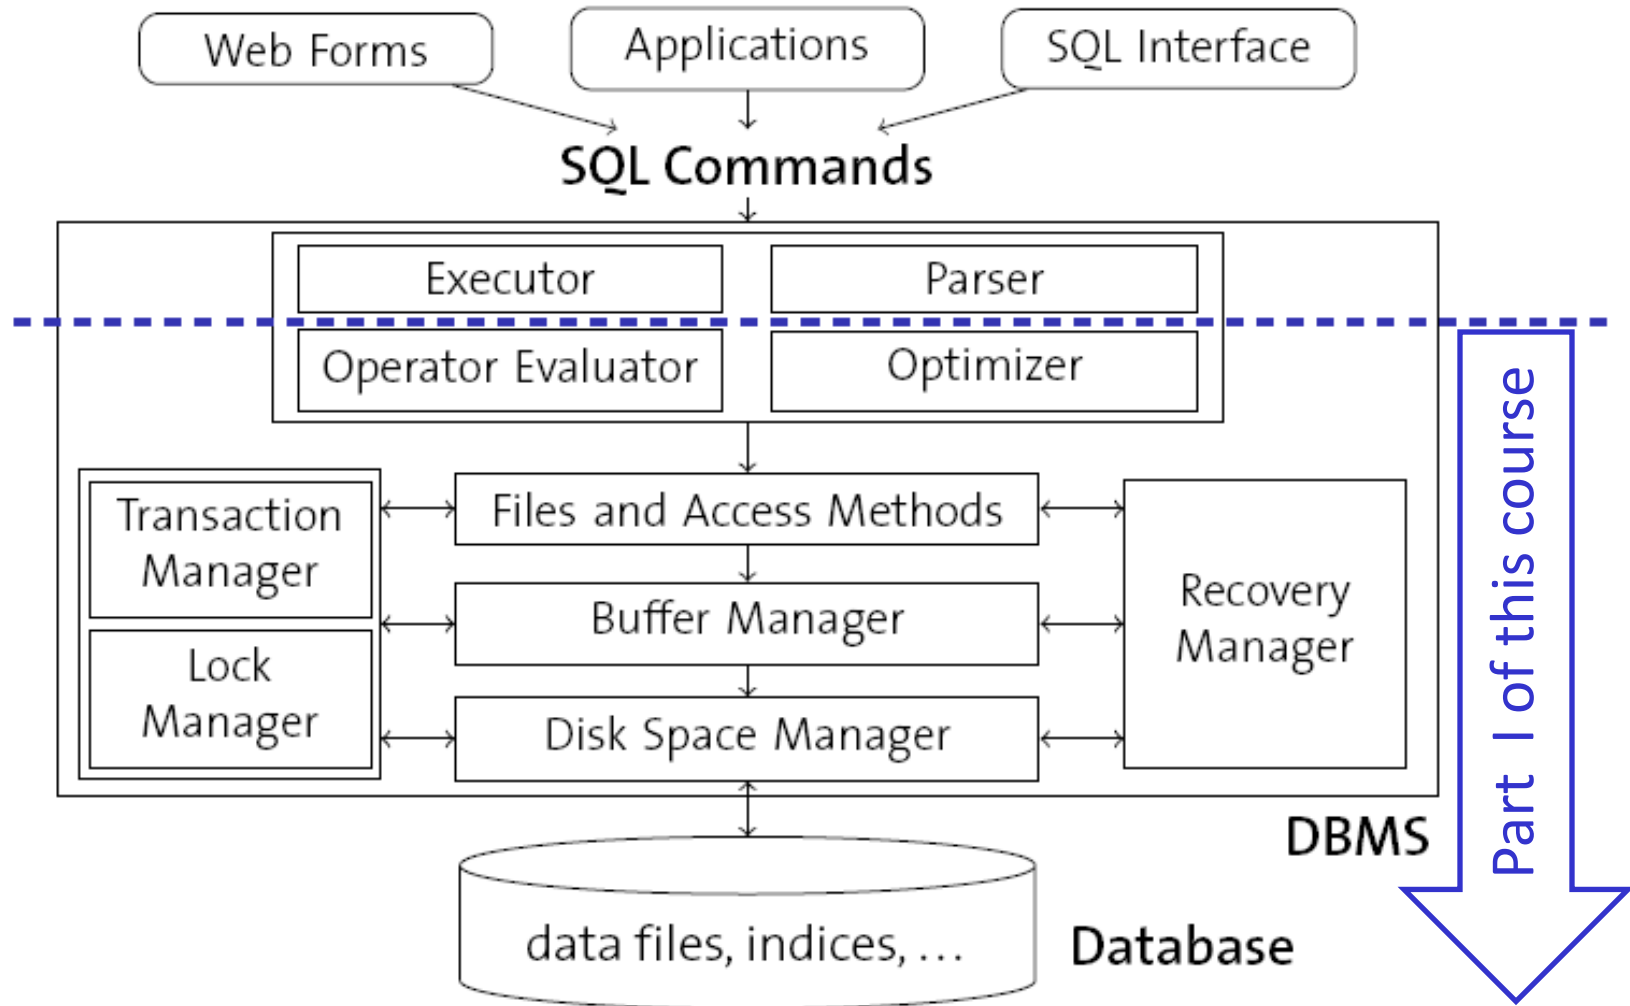 Web Forms
Applications
SQL Interface
SQL Commands
Executor
Parser
Operator Evaluator
Optimizer
Transaction
Manager
Lock
Manager
Files and Access Methods
Buffer Manager
Disk Space Manager
Recovery
Manager
DBMS
data files, indices, ...
Database
Part I of this course